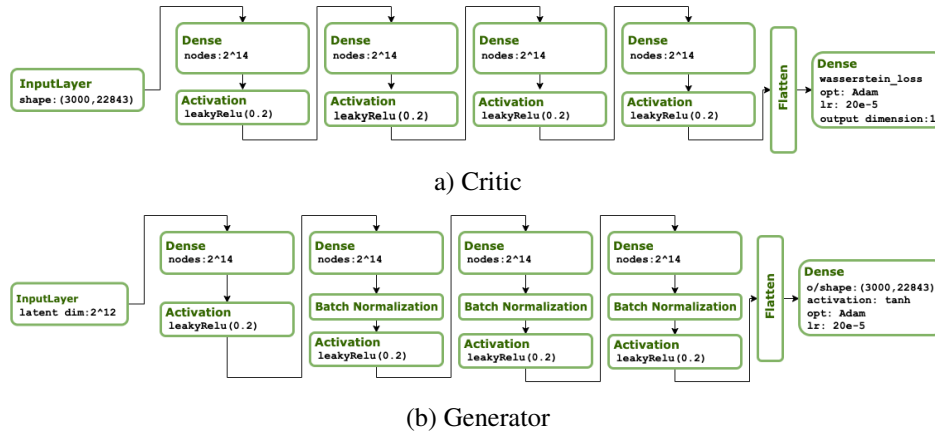 InputLayer
shape:(3000,22843)
Dense
nodes:2^14
Activation
leakyRelu(0.2)
Dense
nodes:2^14
Activation
leakyRelu(0.2)
Dense
nodes:2^14
Activation
leakyRelu(0.2)
Dense
nodes:2^14
Activation
leakyRelu(0.2)
Flatten
Dense
wasserstein_loss
opt: Adam
lr: 20e-5
output dimension:1
a) Critic
InputLayer
latent dim:2^12
Dense
nodes:2^14
Activation
leakyRelu(0.2)
Dense
nodes:2^14
Batch Normalization
Activation
leakyRelu(0.2)
Dense
nodes:2^14
Batch Normalization
Activation
leakyRelu(0.2)
Dense
nodes:2^14
Batch Normalization
Activation
leakyRelu(0.2)
Flatten
Dense
o/shape:(3000,22843)
activation: tanh
opt: Adam
lr: 20e-5
(b) Generator